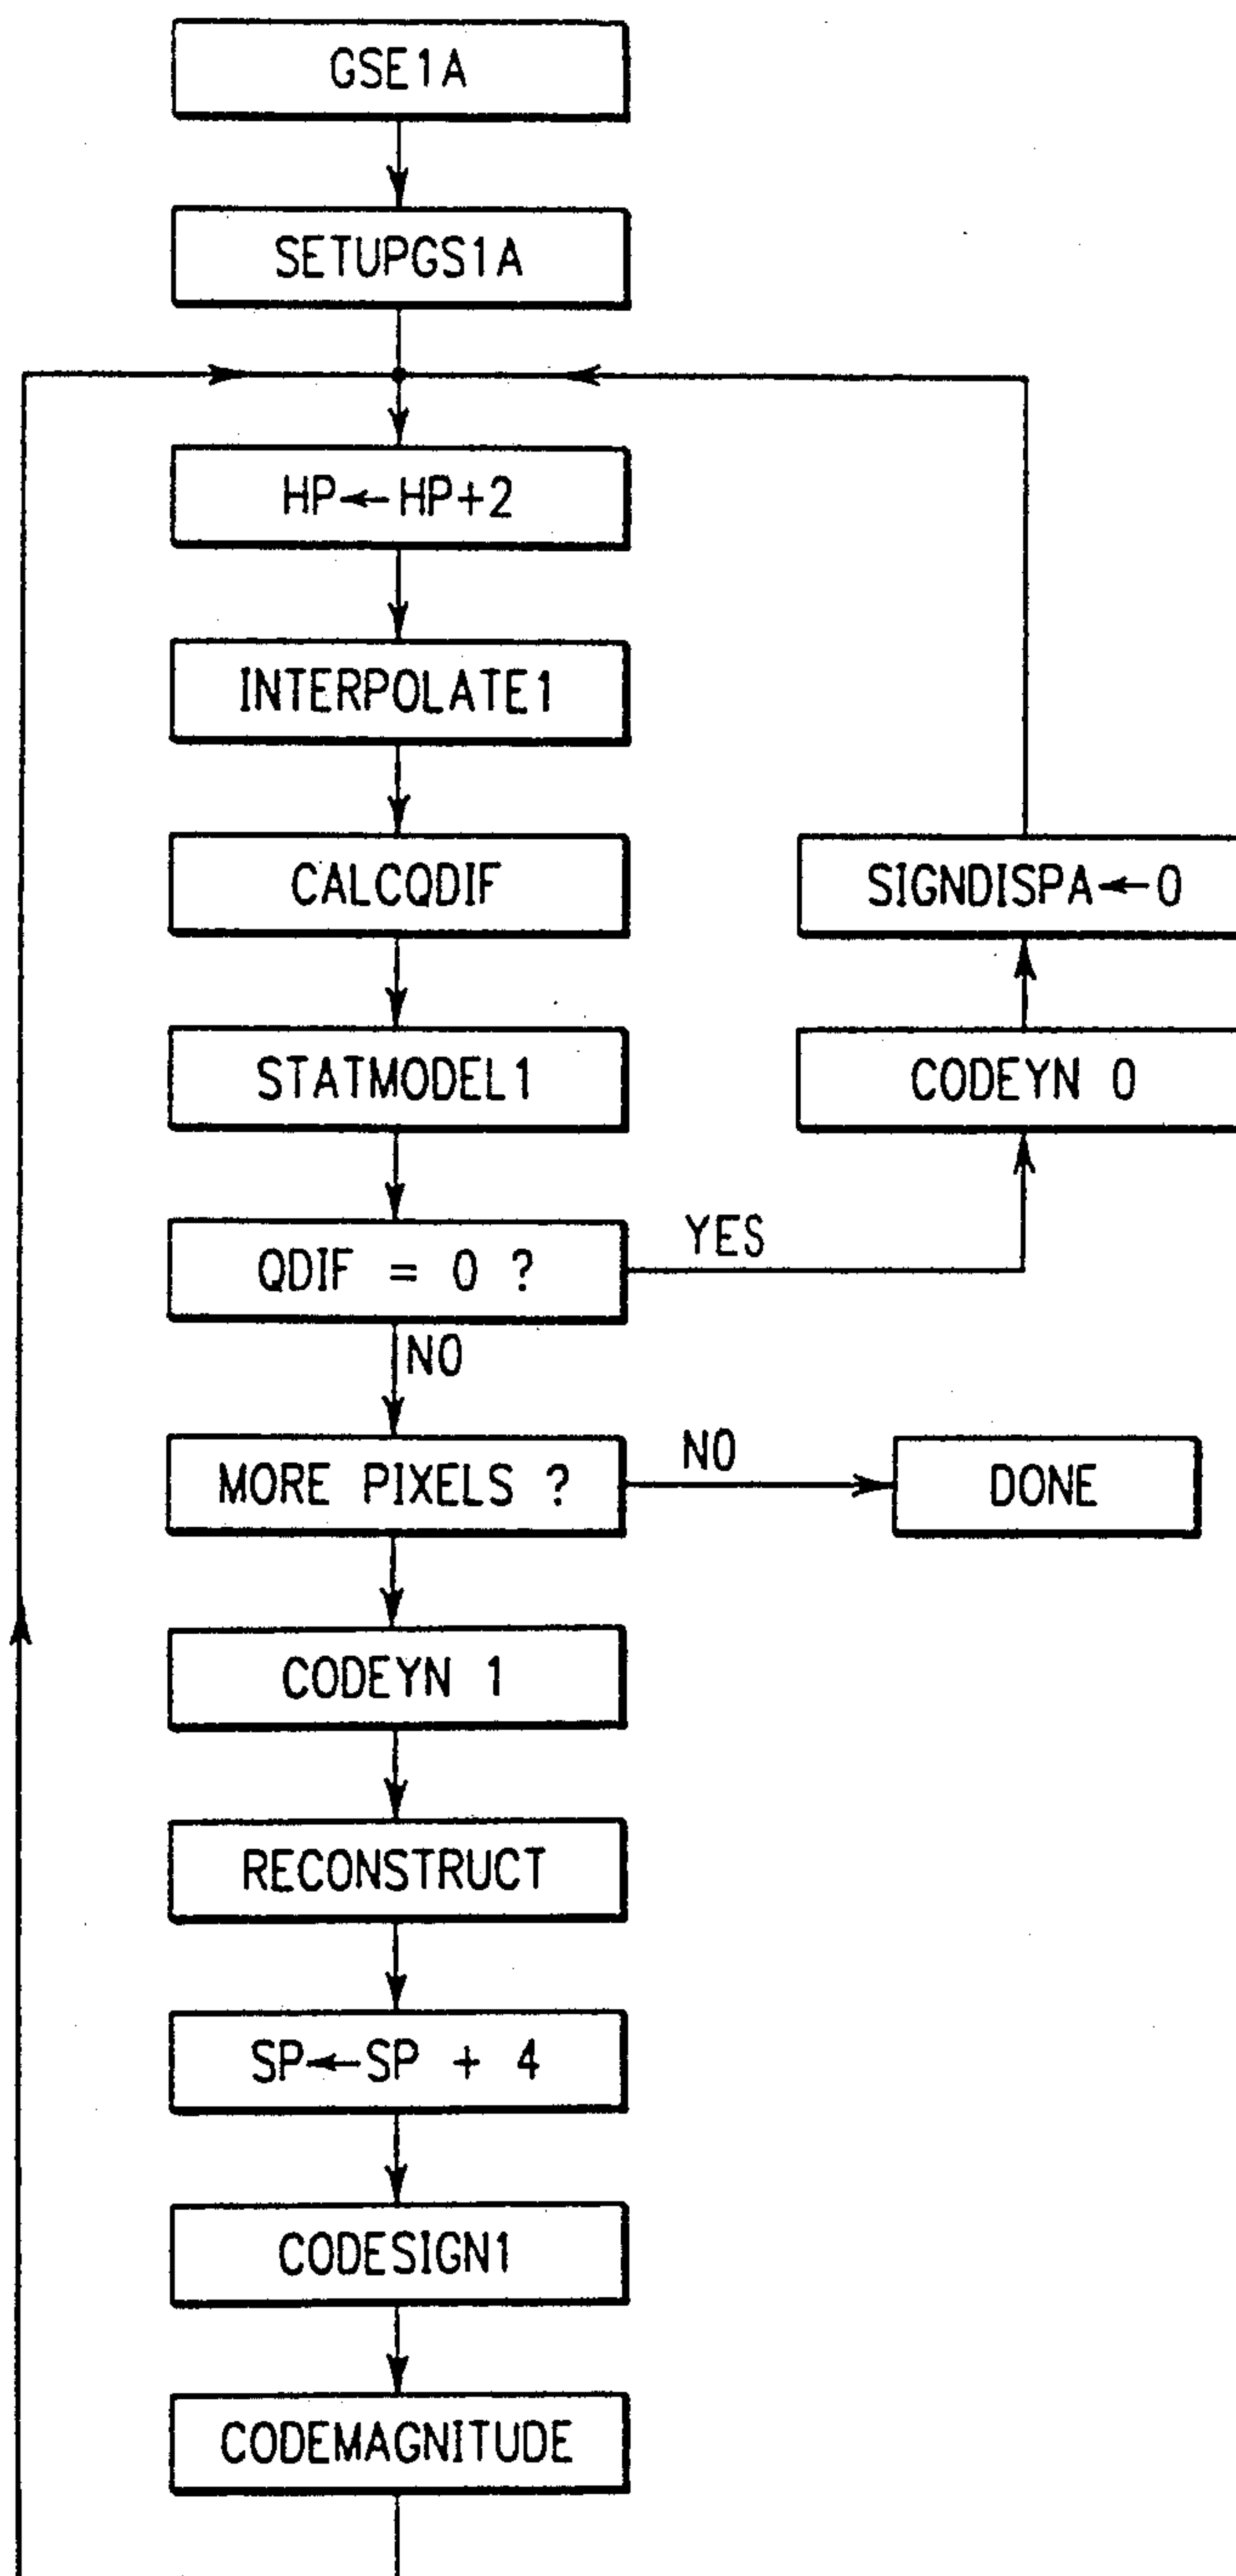 GSE1A
SETUPGS1A
HP←HP+2
INTERPOLATE1
CALCQDIF
SIGNDISPA←0
STATMODEL1
CODEYN 0
QDIF = 0 ?
YES
NO
MORE PIXELS ?
NO
DONE
CODEYN 1
RECONSTRUCT
SP←SP + 4
CODESIGN1
CODEMAGNITUDE